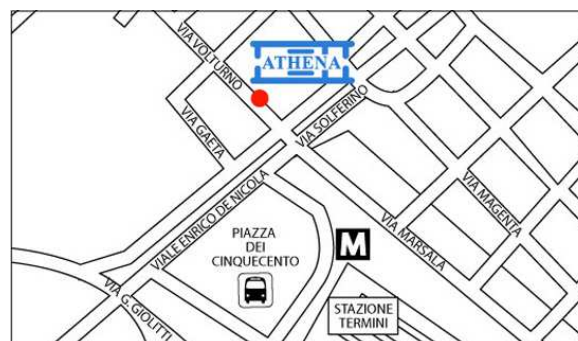 VIA VOLTURNO
ATHENA
VIA SOLFERINO
VIA GAETA
VIALE ENRICO DE NICOLA
VIA MAGENTA
VIA MARSALA
PIAZZA
DEI
CINQUECENTO
M
VIA G. GIOLITTI
STAZIONE
TERMINI